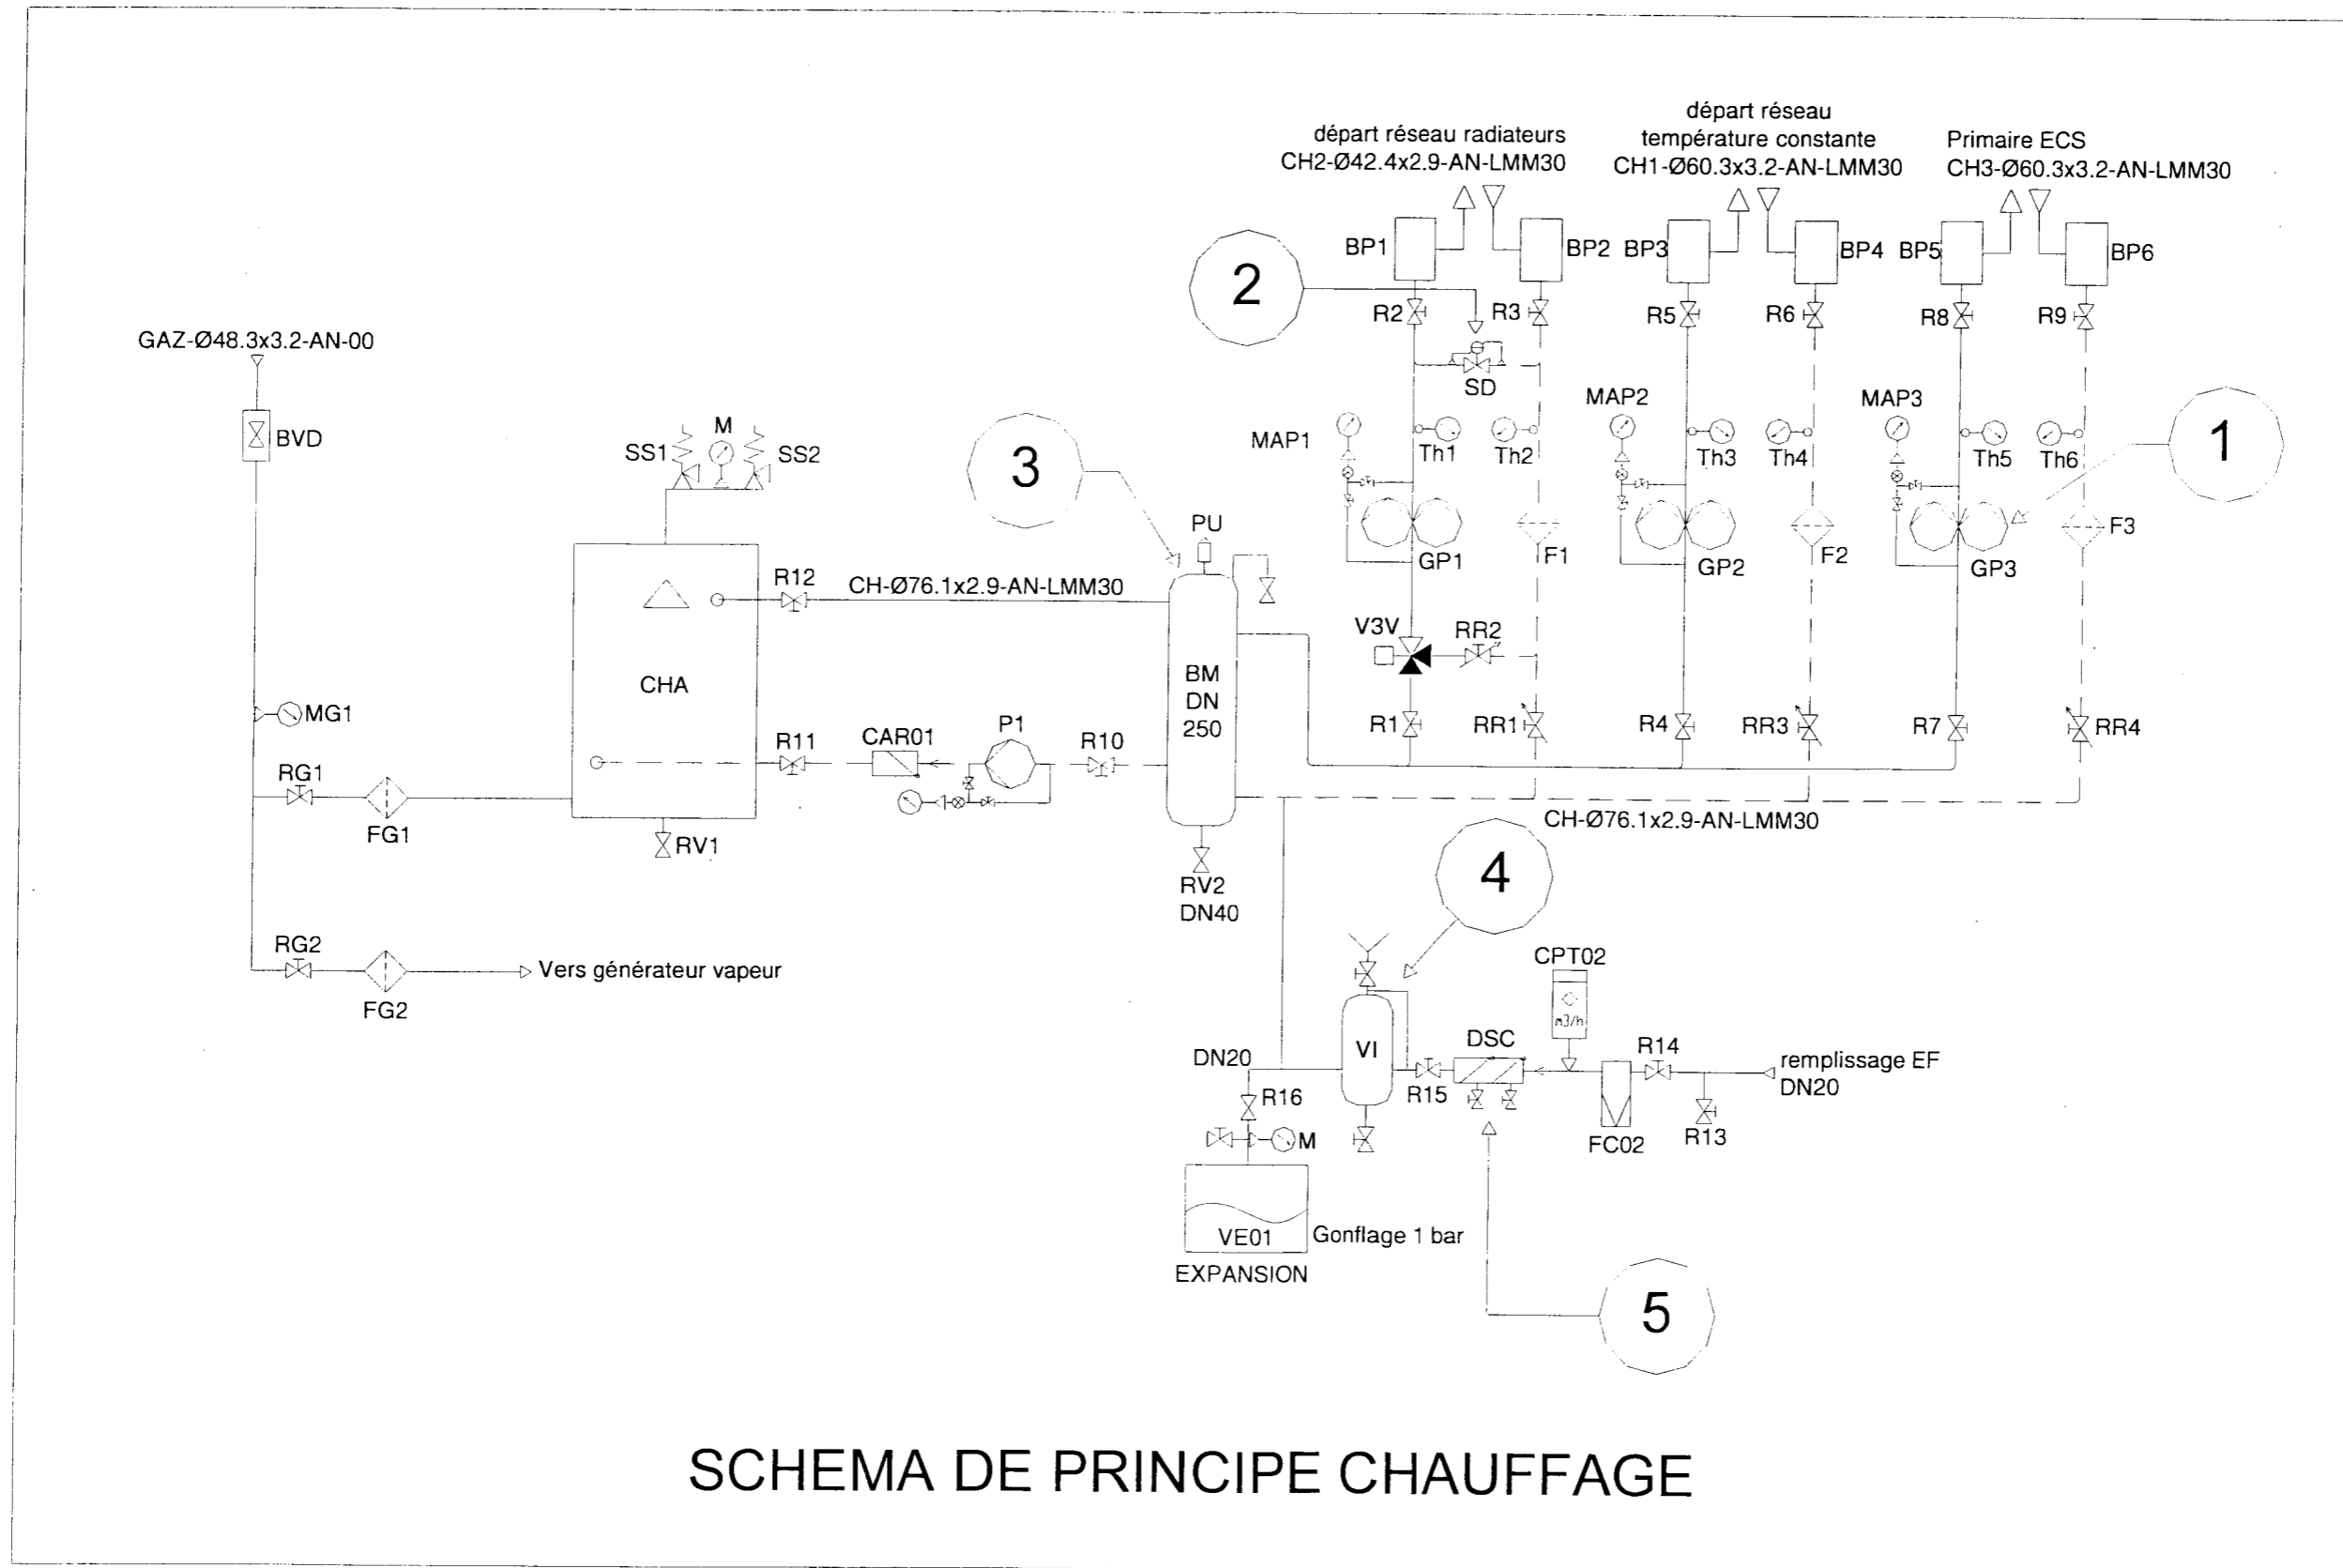 départ réseau radiateurs
CH2-Ø42.4x2.9-AN-LMM30
départ réseau
température constante
CH1-Ø60.3x3.2-AN-LMM30
Primaire ECS
CH3-Ø60.3x3.2-AN-LMM30
BP1
BP2
BP3
BP4
BP5
BP6
2
R2
R3
R5
R6
R8
R9
GAZ-Ø48.3x3.2-AN-00
BVD
SD
MAP1
MAP2
MAP3
Th1
Th2
Th3
Th4
Th5
Th6
1
SS1
M
SS2
3
PU
GP1
F1
GP2
F2
GP3
F3
R12
CH-Ø76.1x2.9-AN-LMM30
V3V
RR2
CHA
BM
DN
250
MG1
R11
CAR01
P1
R10
R1
RR1
R4
RR3
R7
RR4
RG1
FG1
RV1
CH-Ø76.1x2.9-AN-LMM30
RV2
DN40
4
RG2
FG2
Vers générateur vapeur
CPT02
m3/h
DN20
VI
DSC
R14
remplissage EF
DN20
R16
R15
FC02
R13
M
VE01
Gonflage 1 bar
EXPANSION
5
SCHEMA DE PRINCIPE CHAUFFAGE